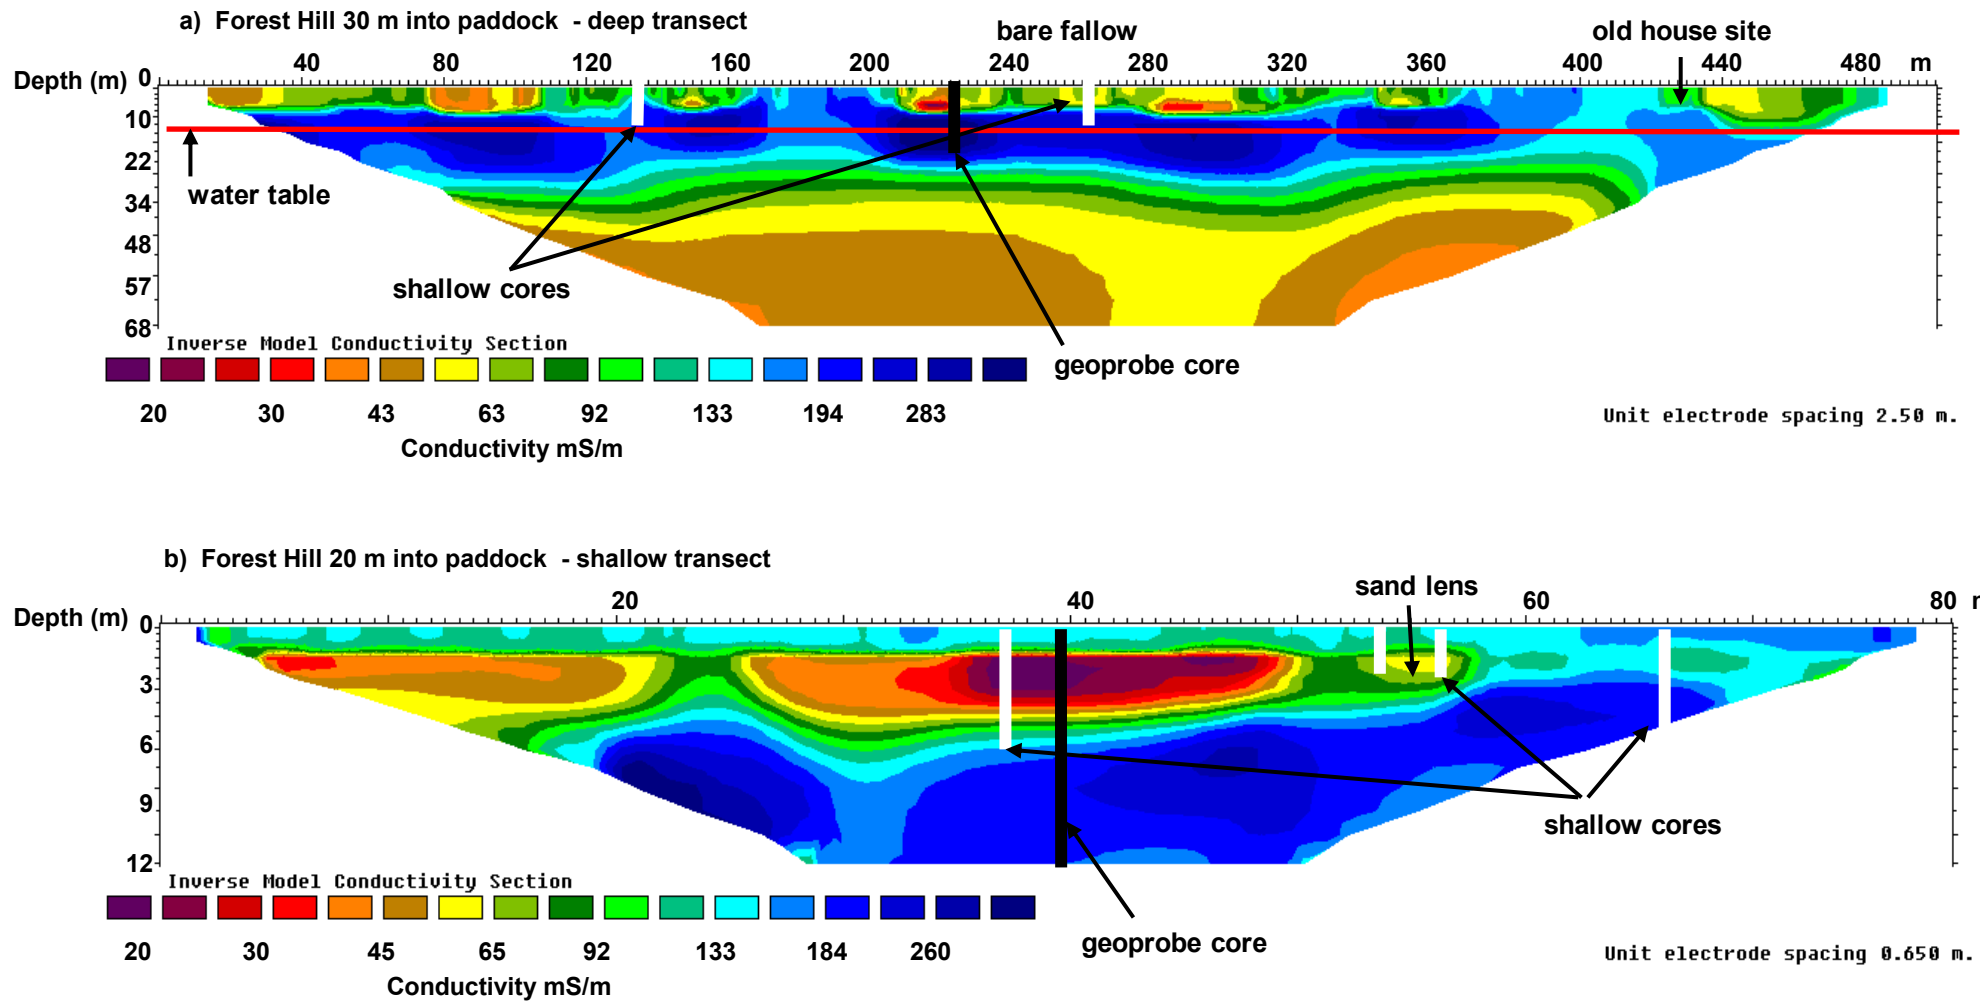 a) Forest Hill 30 m into paddock - deep transect
bare fallow
old house site
40 80 120 160 200 240 280 320 360 400 440 480 m
Depth (m)
0
10
16
22
34
48
57
68
water table
shallow cores
geoprobe core
Inverse Model Conductivity Section
20 30 43 63 92 133 194 283
Conductivity mS/m
Unit electrode spacing 2.50 m.
b) Forest Hill 20 m into paddock - shallow transect
sand lens
20 40 60 80
Depth (m)
0
3
6
9
12
shallow cores
geoprobe core
Inverse Model Conductivity Section
20 30 45 65 92 133 184 260
Conductivity mS/m
Unit electrode spacing 0.650 m.